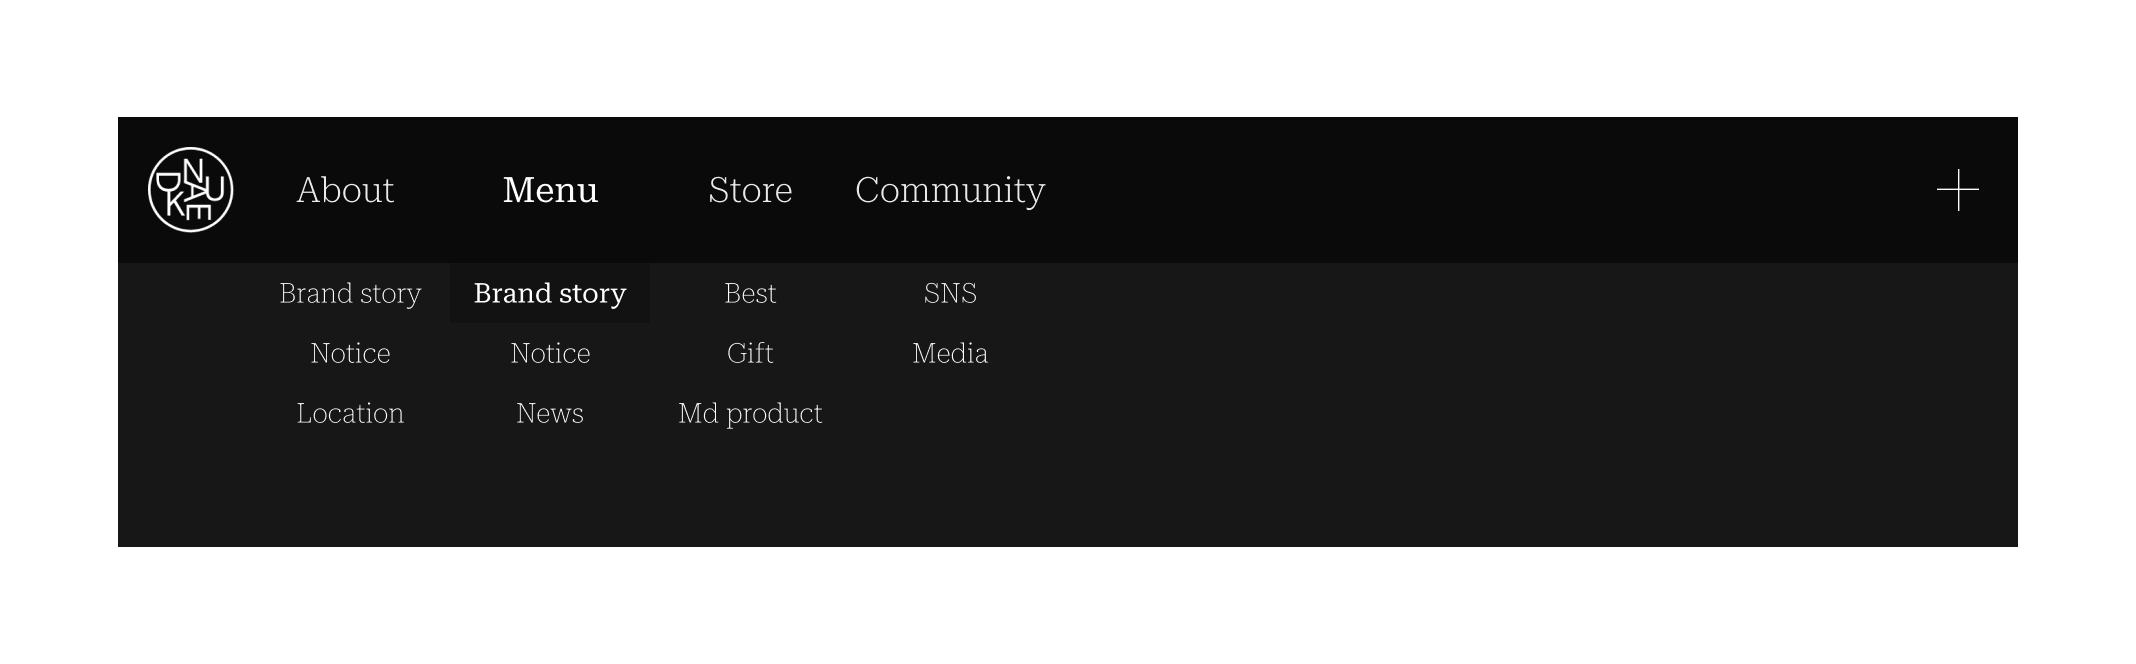 About Menu Store Community
Brand story Brand story Best SNS
Notice Notice Gift Media
Location News Md product